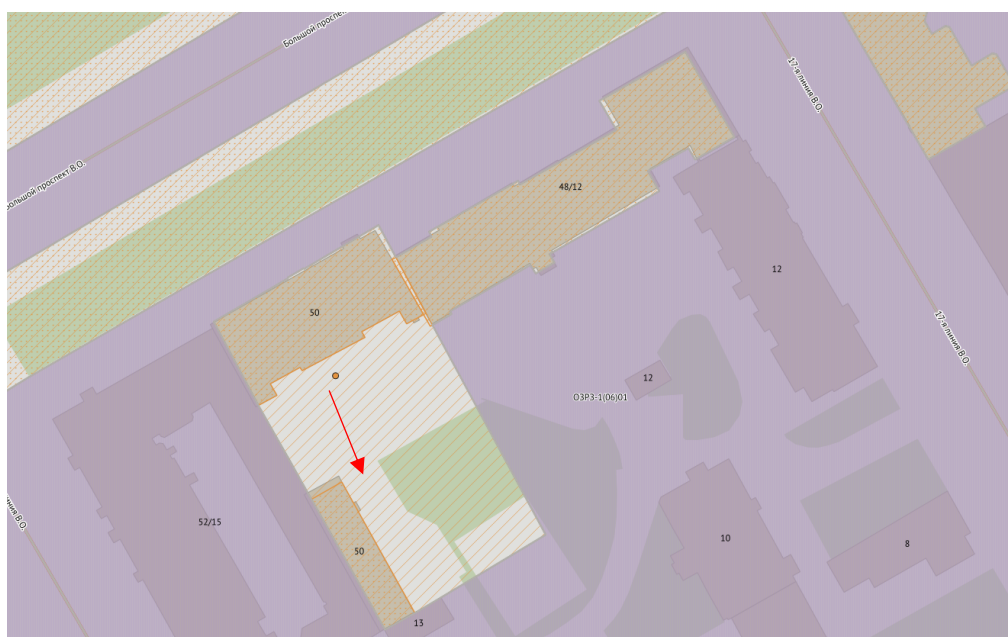 Большой проспект
17-я линия В.О.
Большой проспект В.О.
48/12
12
50
17-я линия В.О.
12
ОЗРЗ-1(06)01
52/15
линия В.О.
50
10
8
13